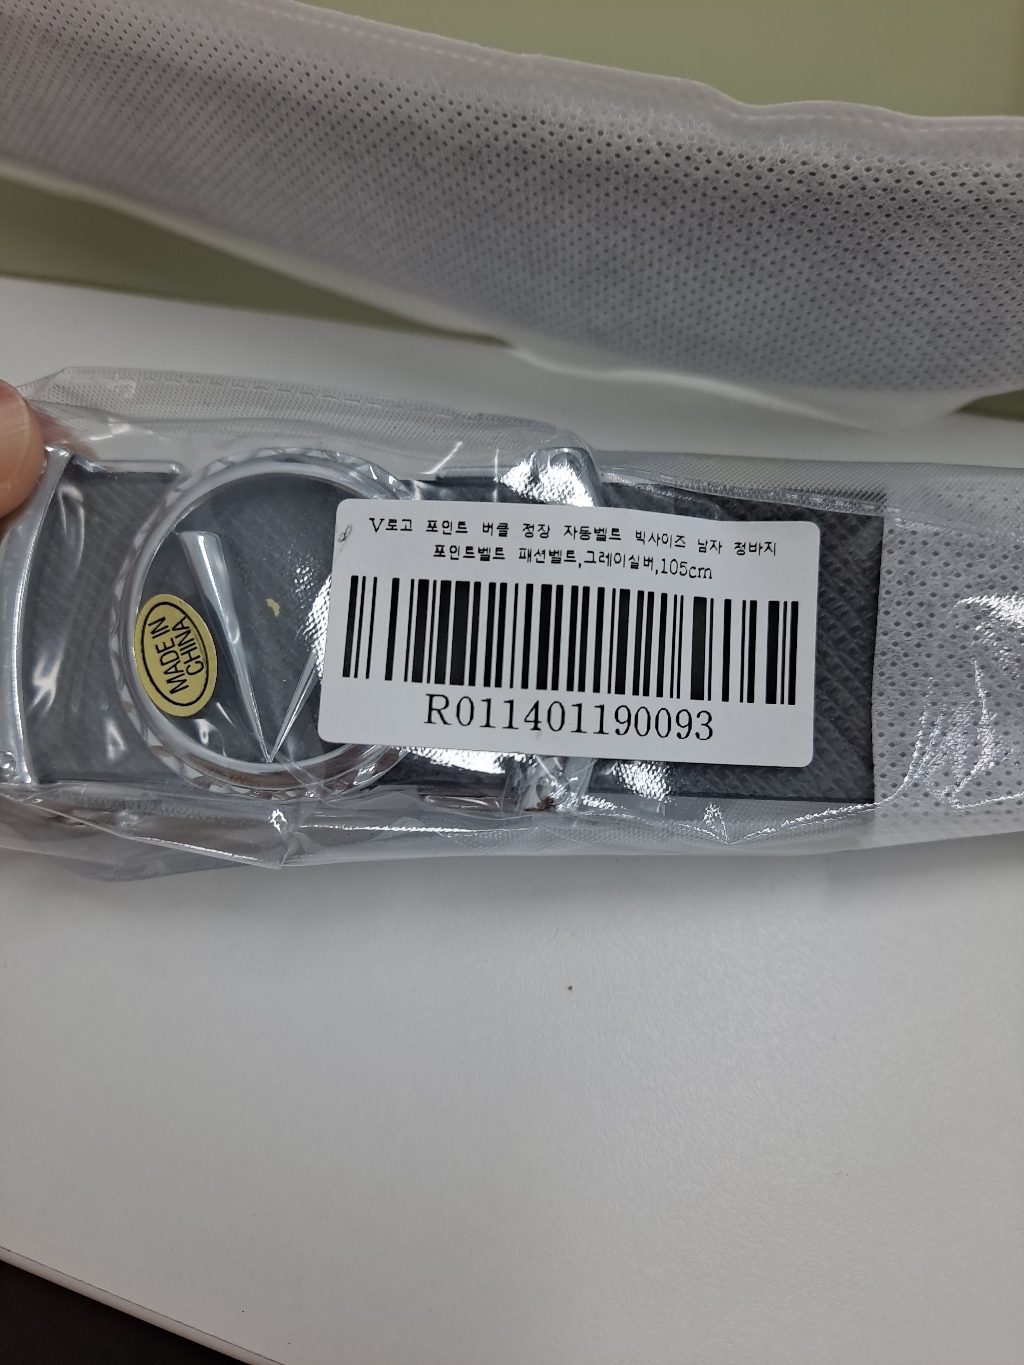 V로고 포인트 버클 정장 자동벨트 빅사이즈 남자 청바지
포인트벨트 패션벨트,그레이실버,105cm
R011401190093
MADE IN
CHINA